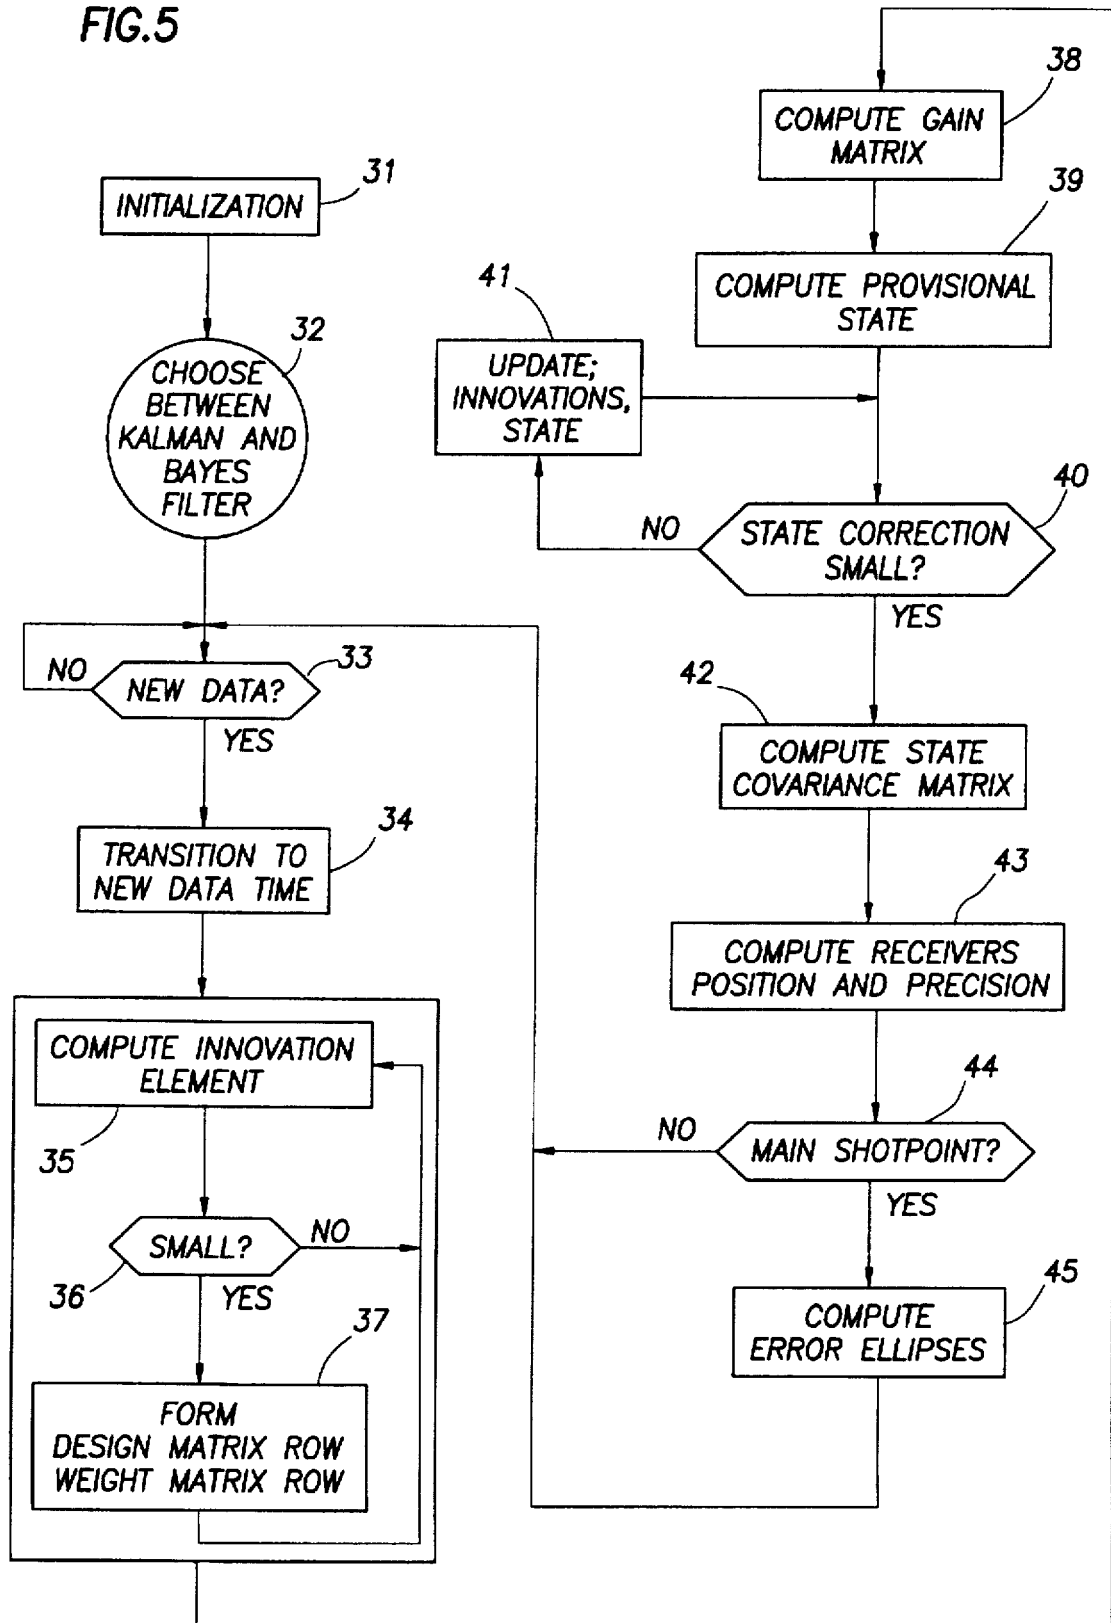 FIG.5
31
INITIALIZATION
32
CHOOSE
BETWEEN
KALMAN AND
BAYES
FILTER
NO
NEW DATA?
33
YES
34
TRANSITION TO
NEW DATA TIME
COMPUTE INNOVATION
ELEMENT
35
SMALL?
NO
36
YES
37
FORM
DESIGN MATRIX ROW
WEIGHT MATRIX ROW
38
COMPUTE GAIN
MATRIX
39
COMPUTE PROVISIONAL
STATE
41
UPDATE;
INNOVATIONS,
STATE
40
NO
STATE CORRECTION
SMALL?
YES
42
COMPUTE STATE
COVARIANCE MATRIX
43
COMPUTE RECEIVERS
POSITION AND PRECISION
44
NO
MAIN SHOTPOINT?
YES
45
COMPUTE
ERROR ELLIPSES